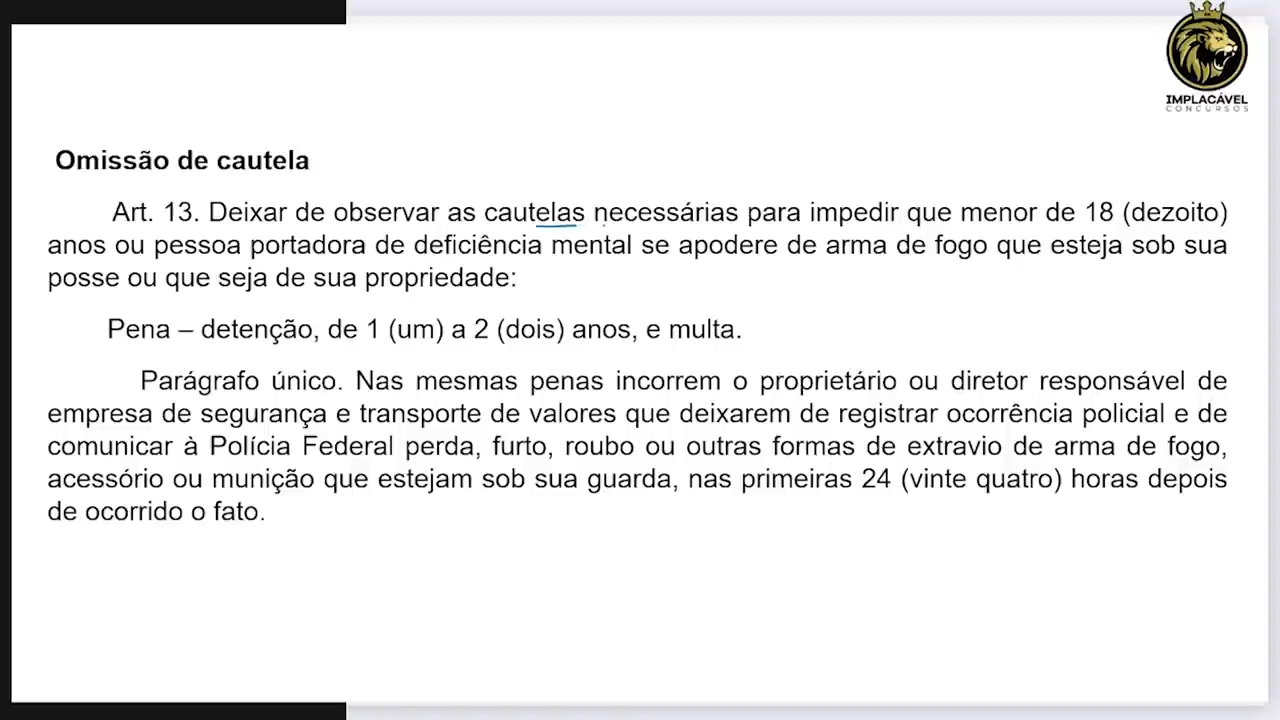 IMPLACÁVEL
CONCURSOS
Omissão de cautela
Art. 13. Deixar de observar as cautelas necessárias para impedir que menor de 18 (dezoito)
anos ou pessoa portadora de deficiência mental se apodere de arma de fogo que esteja sob sua
posse ou que seja de sua propriedade:
Pena – detenção, de 1 (um) a 2 (dois) anos, e multa.
Parágrafo único. Nas mesmas penas incorrem o proprietário ou diretor responsável de
empresa de segurança e transporte de valores que deixarem de registrar ocorrência policial e de
comunicar à Polícia Federal perda, furto, roubo ou outras formas de extravio de arma de fogo,
acessório ou munição que estejam sob sua guarda, nas primeiras 24 (vinte quatro) horas depois
de ocorrido o fato.